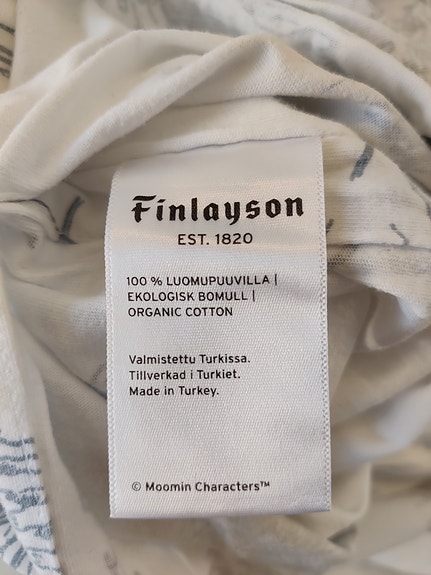 Finlayson
EST. 1820
100 % LUOMUPUUVILLA |
EKOLOGISK BOMULL |
ORGANIC COTTON
Valmistettu Turkissa.
Tillverkad i Turkiet.
Made in Turkey.
© Moomin Characters™